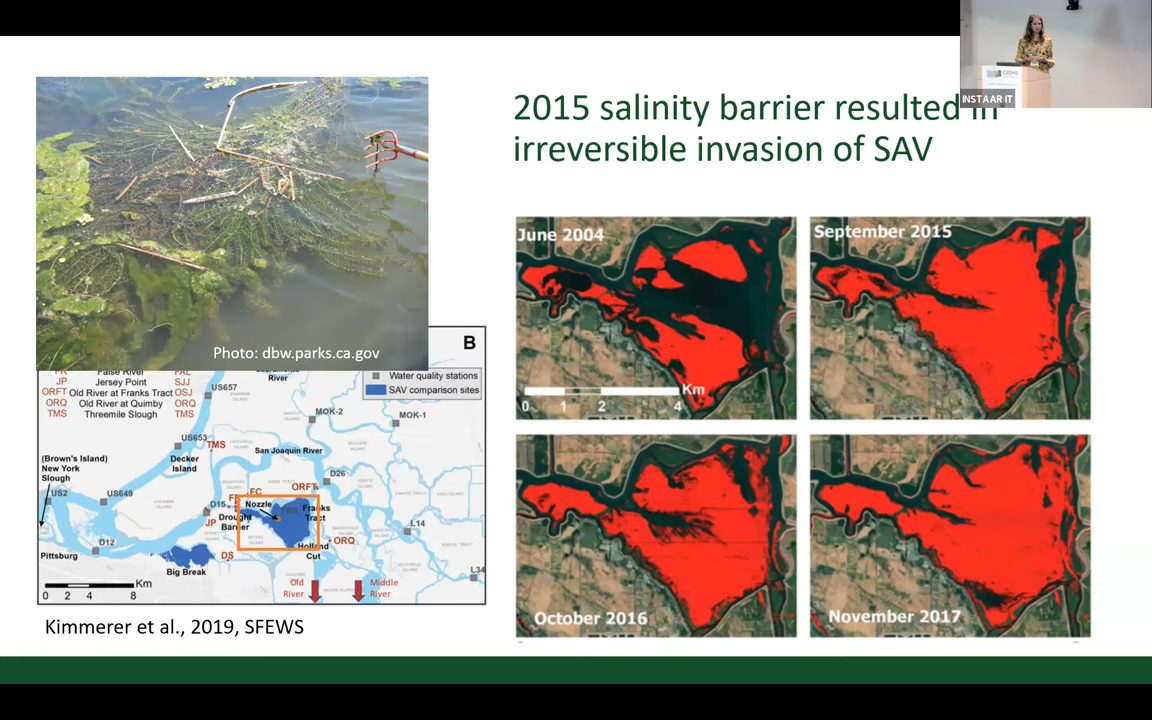 INSTAAR IT
2015 salinity barrier resulted in
irreversible invasion of SAV
Photo: dbw.parks.ca.gov
B
Water quality stations
SAV comparison sites
FR False River FAL
JP Jersey Point SJJ
ORFT Old River at Franks Tract OSJ
ORQ Old River at Quimby ORQ
TMS Threemile Slough TMS
Sacramento
River
US657
MOK-2
MOK-1
US653
TMS
Decker
Island
San Joaquin River
(Brown's Island)
New York
Slough
US2
US649
D26
ORFT
FC
D15
Nozzle
Franks
Tract
JP
Drought
Barrier
L14
Holland
Cut
ORQ
D12
Pittsburg
DS
Big Break
L34
Old
River
Middle
River
Km
0 2 4 8
Kimmerer et al., 2019, SFEWS
June 2004
Km
0 1 2 4
September 2015
October 2016
November 2017